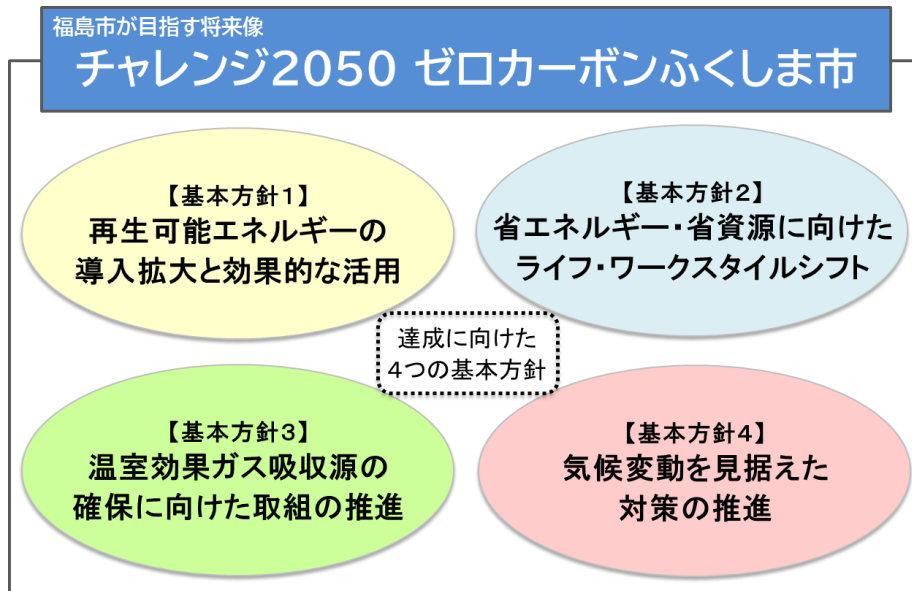 福島市が目指す将来像
チャレンジ2050 ゼロカーボンふくしま市
【基本方針1】
再生可能エネルギーの
導入拡大と効果的な活用
【基本方針2】
省エネルギー・省資源に向けた
ライフ・ワークスタイルシフト
達成に向けた
4つの基本方針
【基本方針3】
温室効果ガス吸収源の
確保に向けた取組の推進
【基本方針4】
気候変動を見据えた
対策の推進